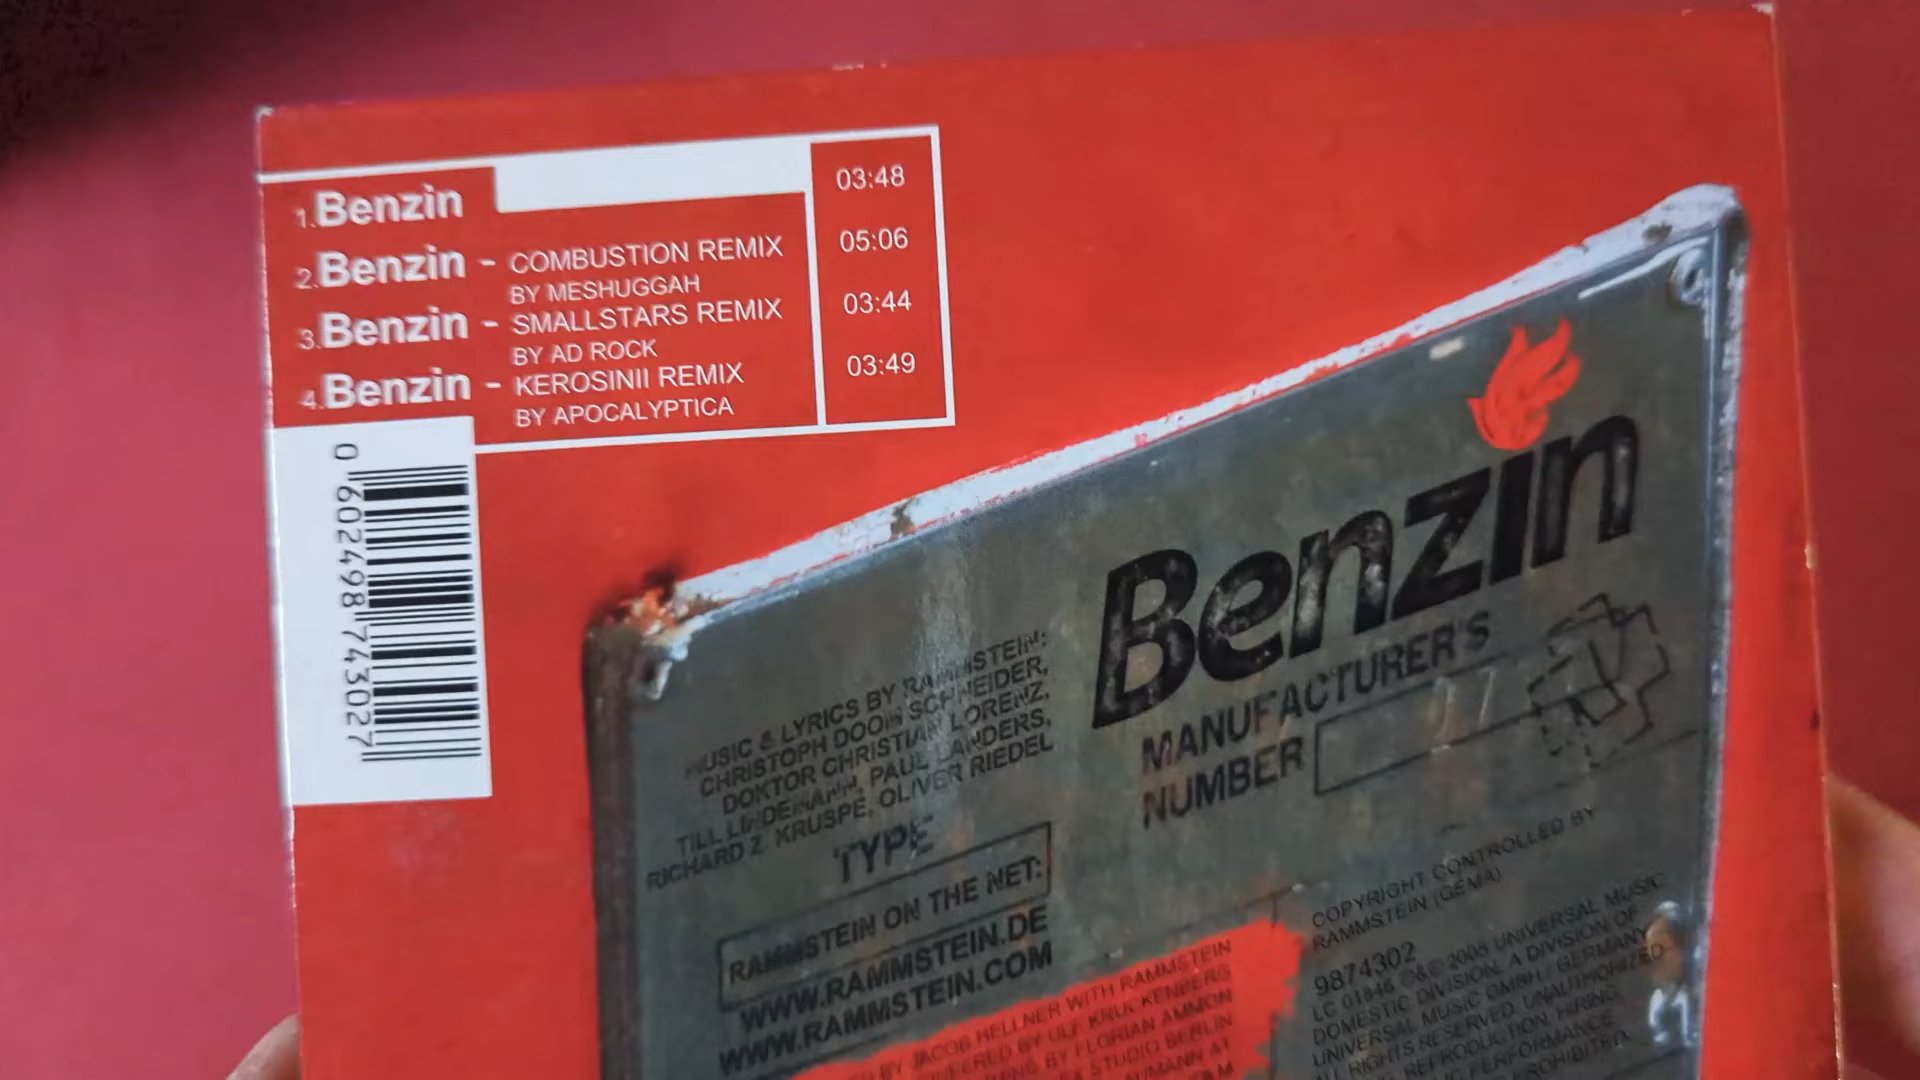 1.Benzin 03:48
2.Benzin - COMBUSTION REMIX 05:06
BY MESHUGGAH
3.Benzin - SMALLSTARS REMIX 03:44
BY AD ROCK
4.Benzin - KEROSINII REMIX 03:49
BY APOCALYPTICA
0 602498 743027
Benzin
MANUFACTURER'S
NUMBER
MUSIC & LYRICS BY RAMMSTEIN:
CHRISTOPH DOOM SCHNEIDER,
DOKTOR CHRISTIAN LORENZ,
TILL LINDEMANN, PAUL LANDERS,
RICHARD Z. KRUSPE, OLIVER RIEDEL
TYPE
RAMMSTEIN ON THE NET:
WWW.RAMMSTEIN.DE
WWW.RAMMSTEIN.COM
BY JACOB HELLNER WITH RAMMSTEIN
BY ULF KRUCKENBERG
BY FLORIAN AMMON
STUDIO BERLIN
AT
COPYRIGHT CONTROLLED BY
RAMMSTEIN (GEMA)
9874302
LC 01846 ℗&© 2005 UNIVERSAL MUSIC
DOMESTIC DIVISION, A DIVISION OF
UNIVERSAL MUSIC GMBH, GERMANY
ALL RIGHTS RESERVED. UNAUTHORIZED
REPRODUCTION, HIRING,
PERFORMANCE
PROHIBITED.